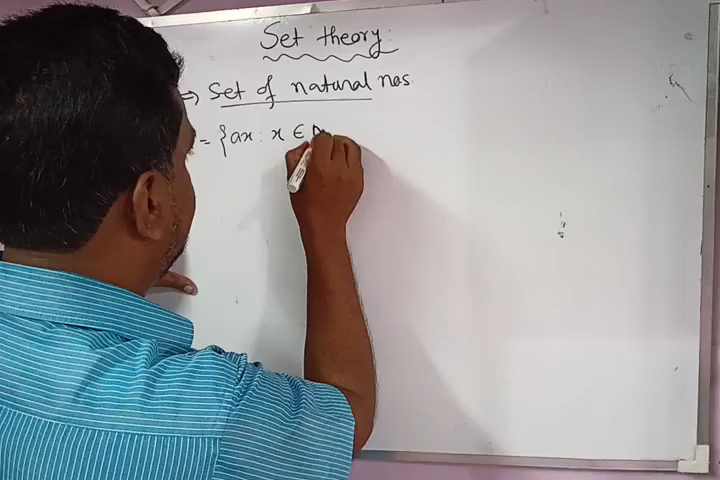 Set theory:
⇒ Set of natural nos.
= {ax : x ∈ N